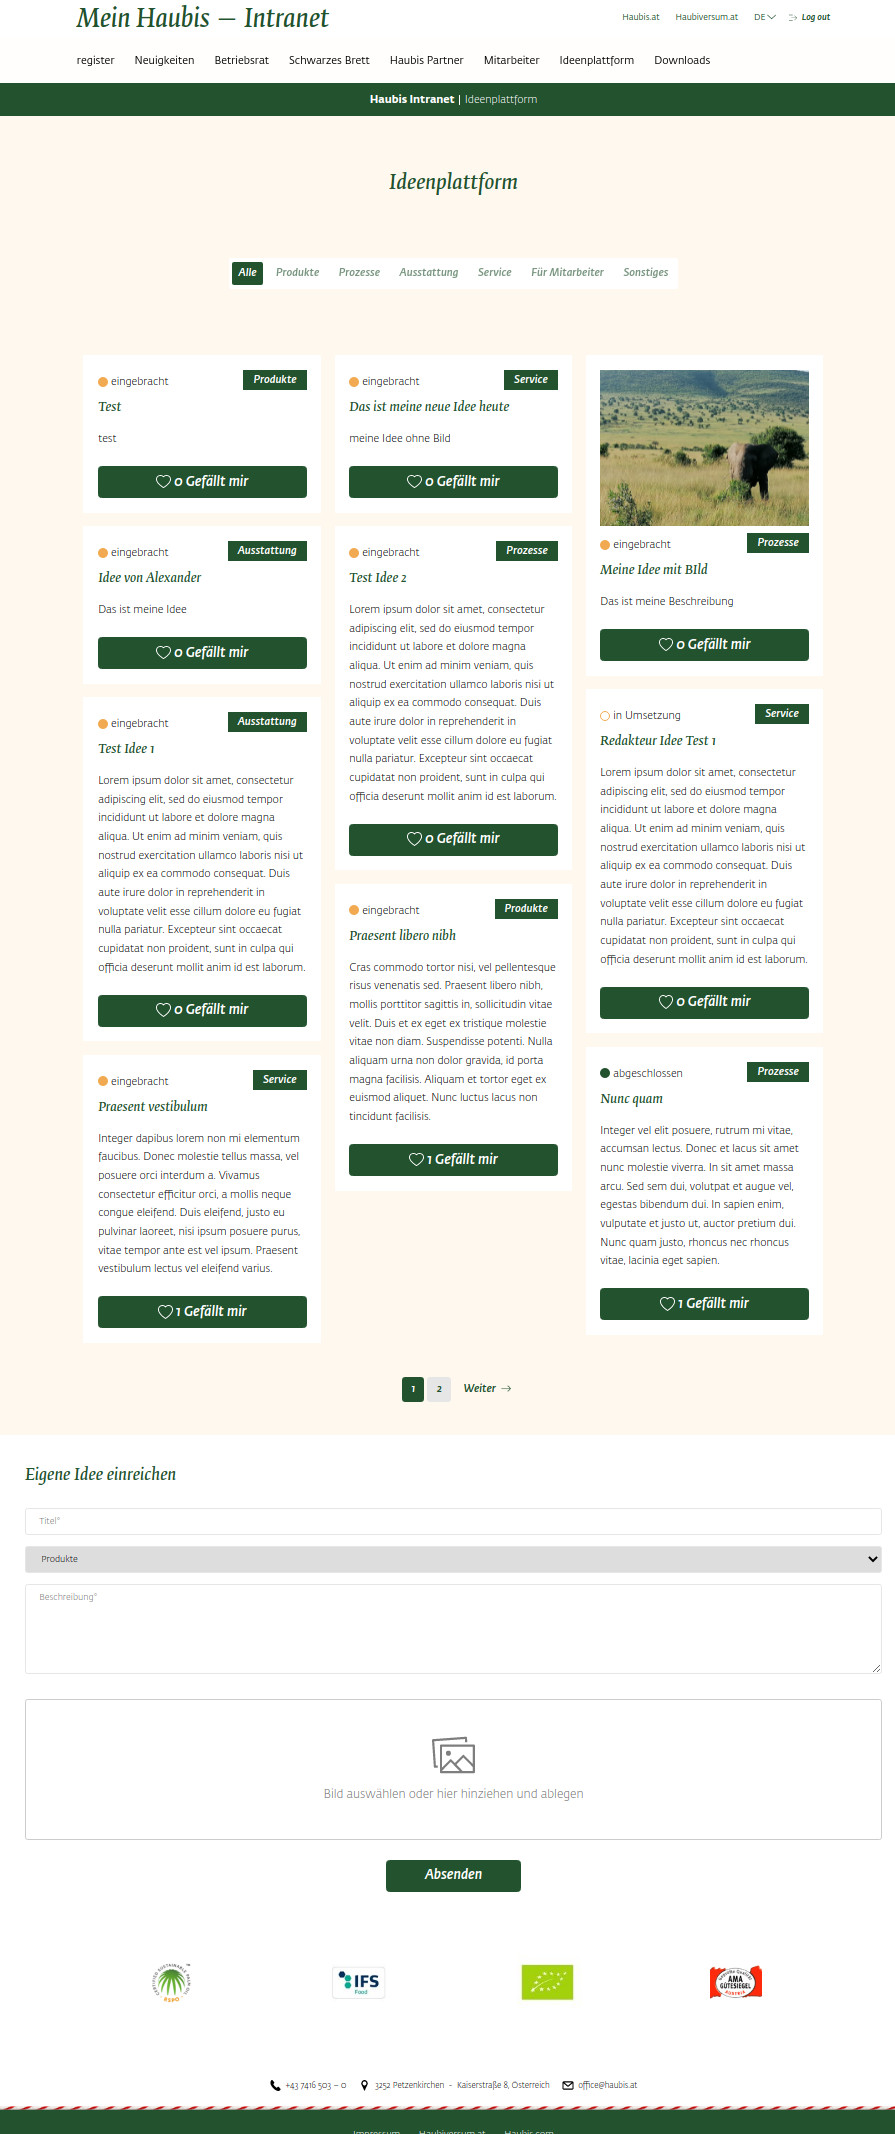 Mein Haubis – Intranet
Haubis.at Haubiversum.at DE Log out
register Neuigkeiten Betriebsrat Schwarzes Brett Haubis Partner Mitarbeiter Ideenplattform Downloads
Haubis Intranet | Ideenplattform
Ideenplattform
Alle Produkte Prozesse Ausstattung Service Für Mitarbeiter Sonstiges
eingebracht Produkte
Test
test
0 Gefällt mir
eingebracht Ausstattung
Idee von Alexander
Das ist meine Idee
0 Gefällt mir
eingebracht Ausstattung
Test Idee 1
Lorem ipsum dolor sit amet, consectetur
adipiscing elit, sed do eiusmod tempor
incididunt ut labore et dolore magna
aliqua. Ut enim ad minim veniam, quis
nostrud exercitation ullamco laboris nisi ut
aliquip ex ea commodo consequat. Duis
aute irure dolor in reprehenderit in
voluptate velit esse cillum dolore eu fugiat
nulla pariatur. Excepteur sint occaecat
cupidatat non proident, sunt in culpa qui
officia deserunt mollit anim id est laborum.
0 Gefällt mir
eingebracht Service
Praesent vestibulum
Integer dapibus lorem non mi elementum
faucibus. Donec molestie tellus massa, vel
posuere orci interdum a. Vivamus
consectetur efficitur orci, a mollis neque
congue eleifend. Duis eleifend, justo eu
pulvinar laoreet, nisi ipsum posuere purus,
vitae tempor ante est vel ipsum. Praesent
vestibulum lectus vel eleifend varius.
1 Gefällt mir
eingebracht Service
Das ist meine neue Idee heute
meine Idee ohne Bild
0 Gefällt mir
eingebracht Prozesse
Test Idee 2
Lorem ipsum dolor sit amet, consectetur
adipiscing elit, sed do eiusmod tempor
incididunt ut labore et dolore magna
aliqua. Ut enim ad minim veniam, quis
nostrud exercitation ullamco laboris nisi ut
aliquip ex ea commodo consequat. Duis
aute irure dolor in reprehenderit in
voluptate velit esse cillum dolore eu fugiat
nulla pariatur. Excepteur sint occaecat
cupidatat non proident, sunt in culpa qui
officia deserunt mollit anim id est laborum.
0 Gefällt mir
eingebracht Produkte
Praesent libero nibh
Cras commodo tortor nisi, vel pellentesque
risus venenatis sed. Praesent libero nibh,
mollis porttitor sagittis in, sollicitudin vitae
velit. Duis et ex eget ex tristique molestie
vitae non diam. Suspendisse potenti. Nulla
aliquam urna non dolor gravida, id porta
magna facilisis. Aliquam et tortor eget ex
euismod aliquet. Nunc luctus lacus non
tincidunt facilisis.
1 Gefällt mir
eingebracht Prozesse
Meine Idee mit BIld
Das ist meine Beschreibung
0 Gefällt mir
in Umsetzung Service
Redakteur Idee Test 1
Lorem ipsum dolor sit amet, consectetur
adipiscing elit, sed do eiusmod tempor
incididunt ut labore et dolore magna
aliqua. Ut enim ad minim veniam, quis
nostrud exercitation ullamco laboris nisi ut
aliquip ex ea commodo consequat. Duis
aute irure dolor in reprehenderit in
voluptate velit esse cillum dolore eu fugiat
nulla pariatur. Excepteur sint occaecat
cupidatat non proident, sunt in culpa qui
officia deserunt mollit anim id est laborum.
0 Gefällt mir
abgeschlossen Prozesse
Nunc quam
Integer vel elit posuere, rutrum mi vitae,
accumsan lectus. Donec et lacus sit amet
nunc molestie viverra. In sit amet massa
arcu. Sed sem dui, volutpat et augue vel,
egestas bibendum dui. In sapien enim,
vulputate et justo ut, auctor pretium dui.
Nunc quam justo, rhoncus nec rhoncus
vitae, lacinia eget sapien.
1 Gefällt mir
1 2 Weiter →
Eigene Idee einreichen
Titel*
Produkte
Beschreibung*
Bild auswählen oder hier hinziehen und ablegen
Absenden
RSPO
IFS
Food
AMA
GÜTESIEGEL
AUSTRIA
+43 7416 503 – 0 3252 Petzenkirchen - Kaiserstraße 8, Österreich office@haubis.at
Impressum Haubiversum.at Haubis.com